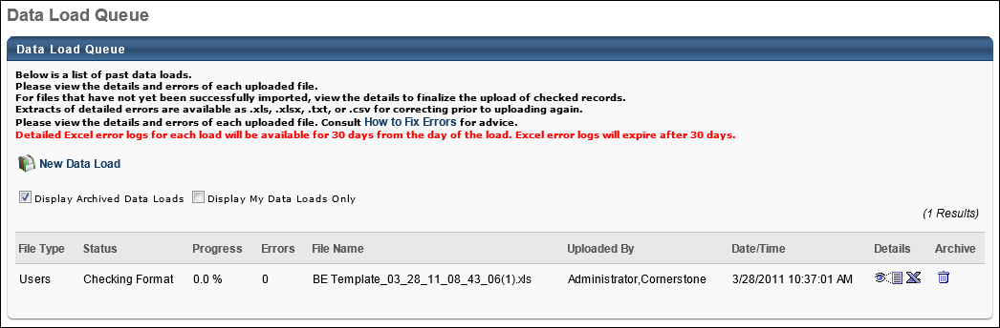 Data Load Queue
Data Load Queue
Below is a list of past data loads.
Please view the details and errors of each uploaded file.
For files that have not yet been successfully imported, view the details to finalize the upload of checked records.
Extracts of detailed errors are available as .xls, .xlsx, .txt, or .csv for correcting prior to uploading again.
Please view the details and errors of each uploaded file. Consult How to Fix Errors for advice.
Detailed Excel error logs for each load will be available for 30 days from the day of the load. Excel error logs will expire after 30 days.
New Data Load
Display Archived Data Loads Display My Data Loads Only
(1 Results)
File Type Status Progress Errors File Name Uploaded By Date/Time Details Archive
Users Checking Format 0.0 % 0 BE Template_03_28_11_08_43_06(1).xls Administrator,Cornerstone 3/28/2011 10:37:01 AM